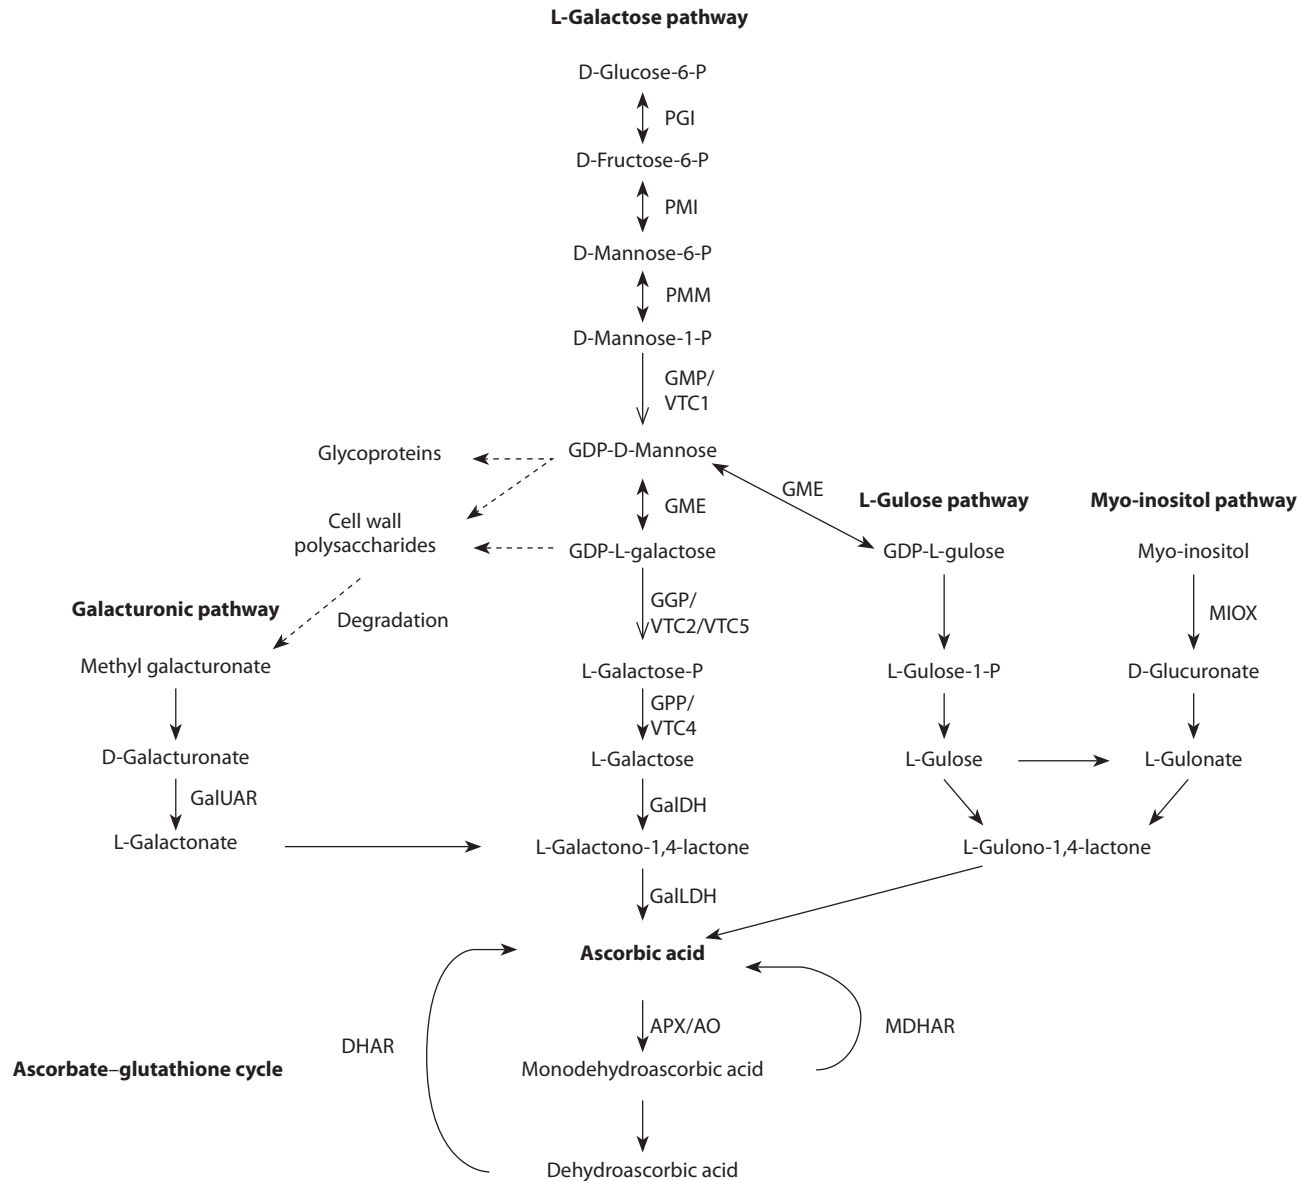 L-Galactose pathway
D-Glucose-6-P
PGI
D-Fructose-6-P
PMI
D-Mannose-6-P
PMM
D-Mannose-1-P
GMP/
VTC1
Glycoproteins
GDP-D-Mannose
GME
GME
L-Gulose pathway
Myo-inositol pathway
Cell wall
polysaccharides
GDP-L-galactose
GDP-L-gulose
Myo-inositol
Galacturonic pathway
Degradation
GGP/
VTC2/VTC5
MIOX
Methyl galacturonate
L-Galactose-P
L-Gulose-1-P
D-Glucuronate
GPP/
VTC4
D-Galacturonate
L-Galactose
L-Gulose
L-Gulonate
GalUAR
GalDH
L-Galactonate
L-Galactono-1,4-lactone
L-Gulono-1,4-lactone
GalLDH
Ascorbic acid
APX/AO
MDHAR
DHAR
Ascorbate–glutathione cycle
Monodehydroascorbic acid
Dehydroascorbic acid